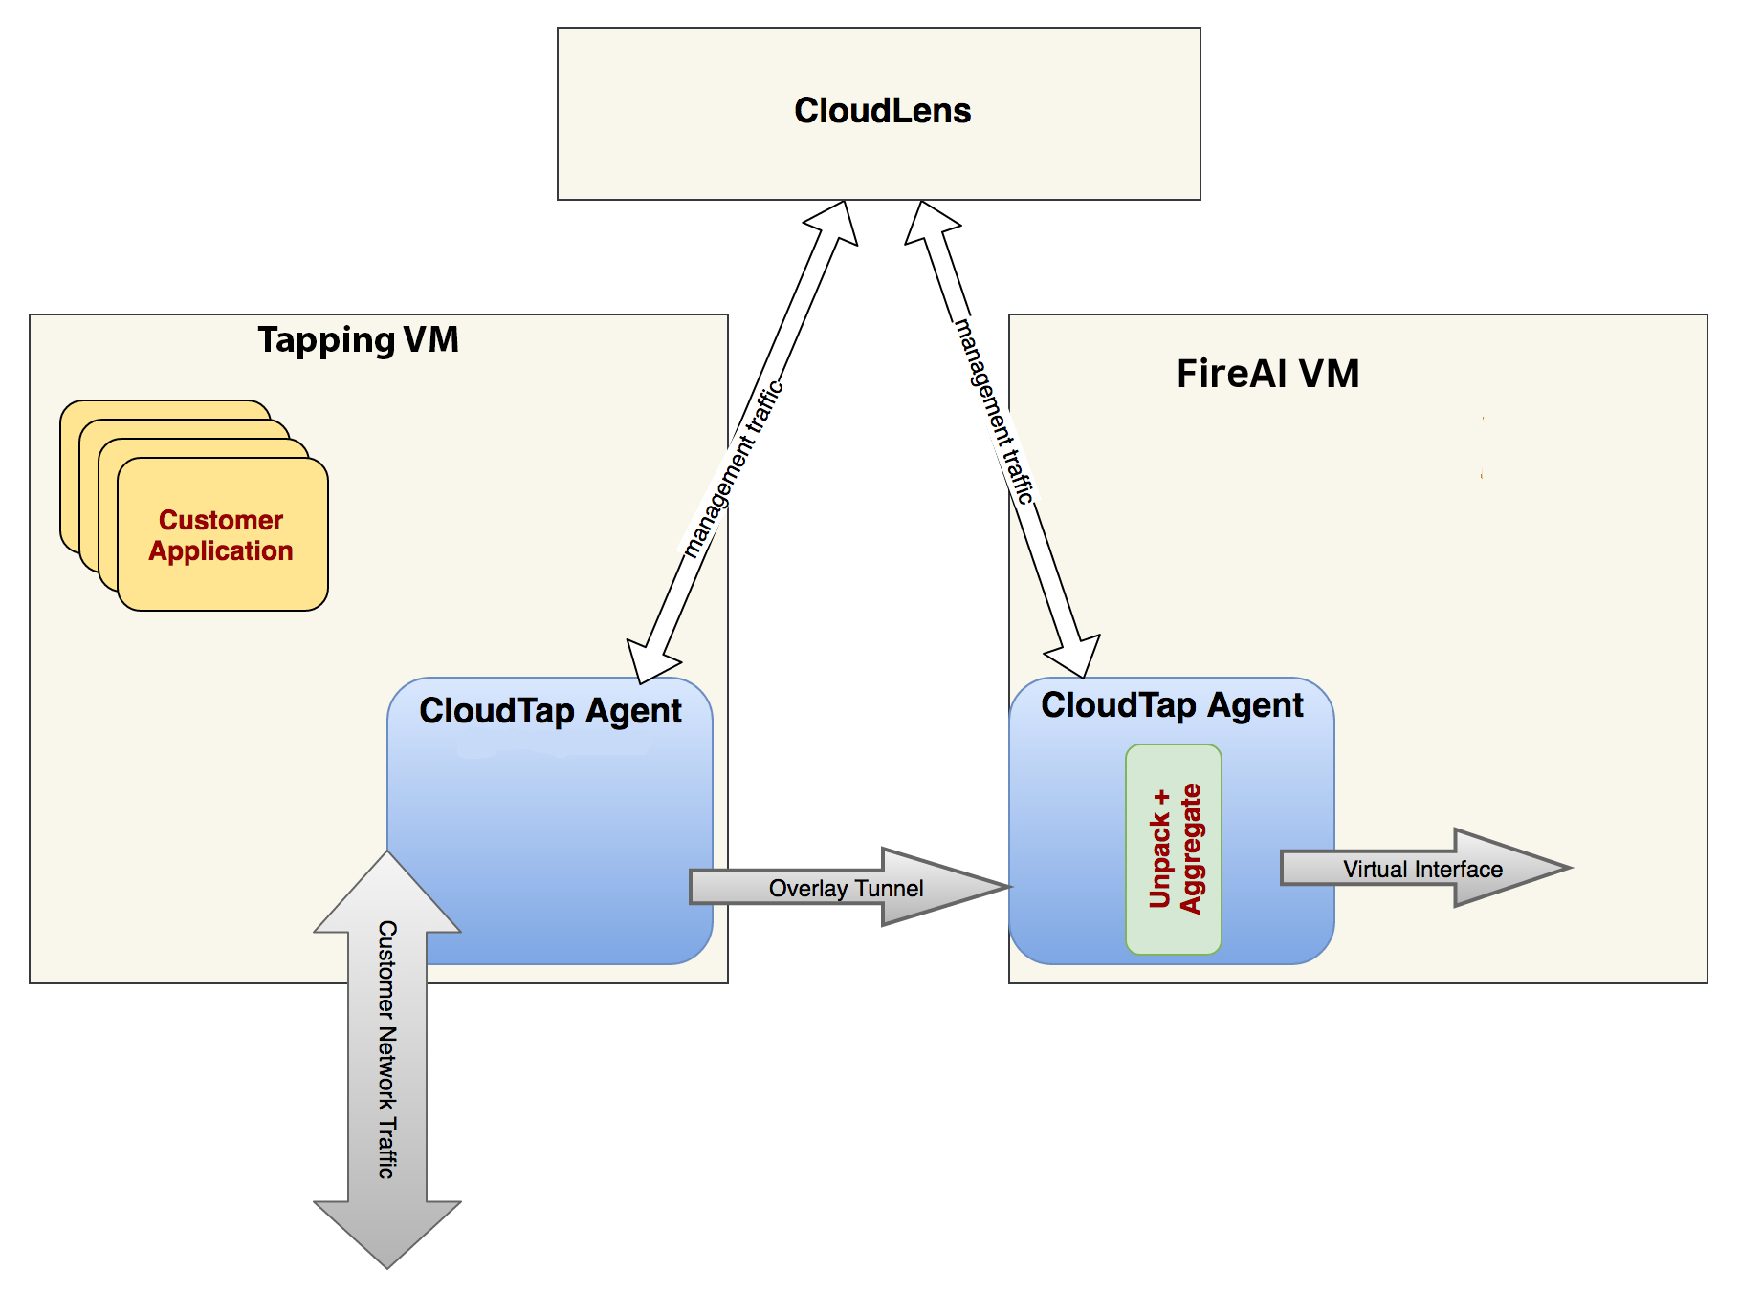 CloudLens
Tapping VM
FireAI VM
management traffic
management traffic
Customer
Application
CloudTap Agent
CloudTap Agent
Unpack +
Aggregate
Overlay Tunnel
Virtual Interface
Customer Network Traffic